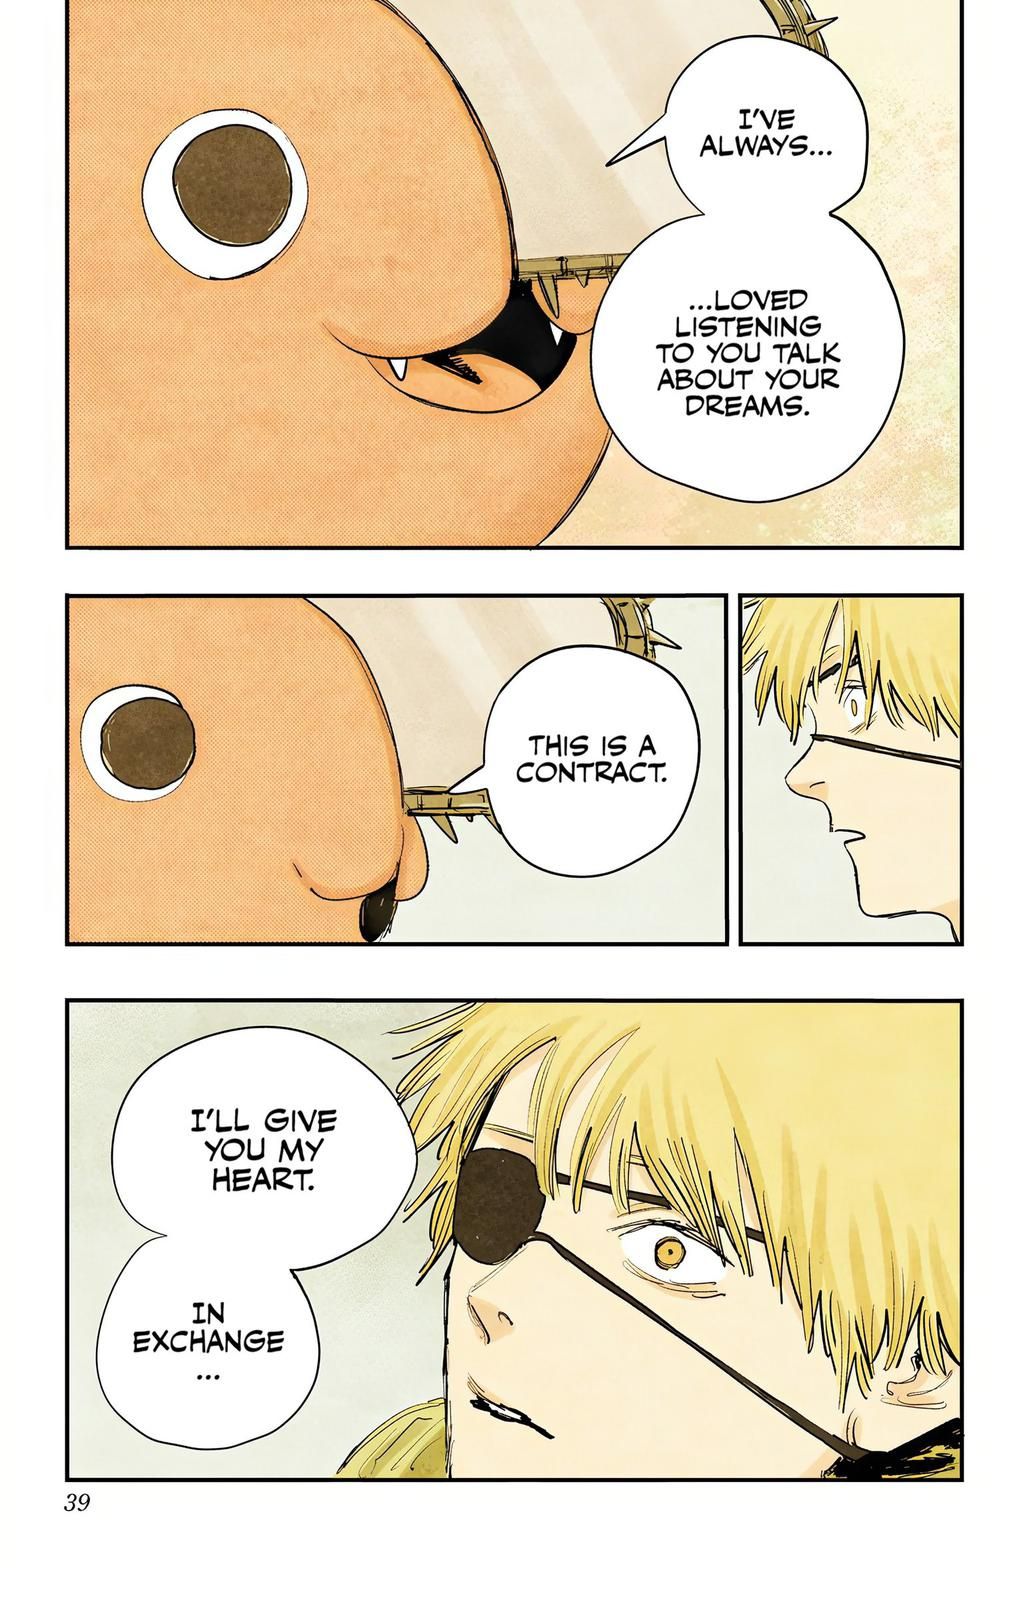 I'VE
ALWAYS...
...LOVED
LISTENING
TO YOU TALK
ABOUT YOUR
DREAMS.
THIS IS A
CONTRACT.
I'LL GIVE
YOU MY
HEART.
IN
EXCHANGE
...
39